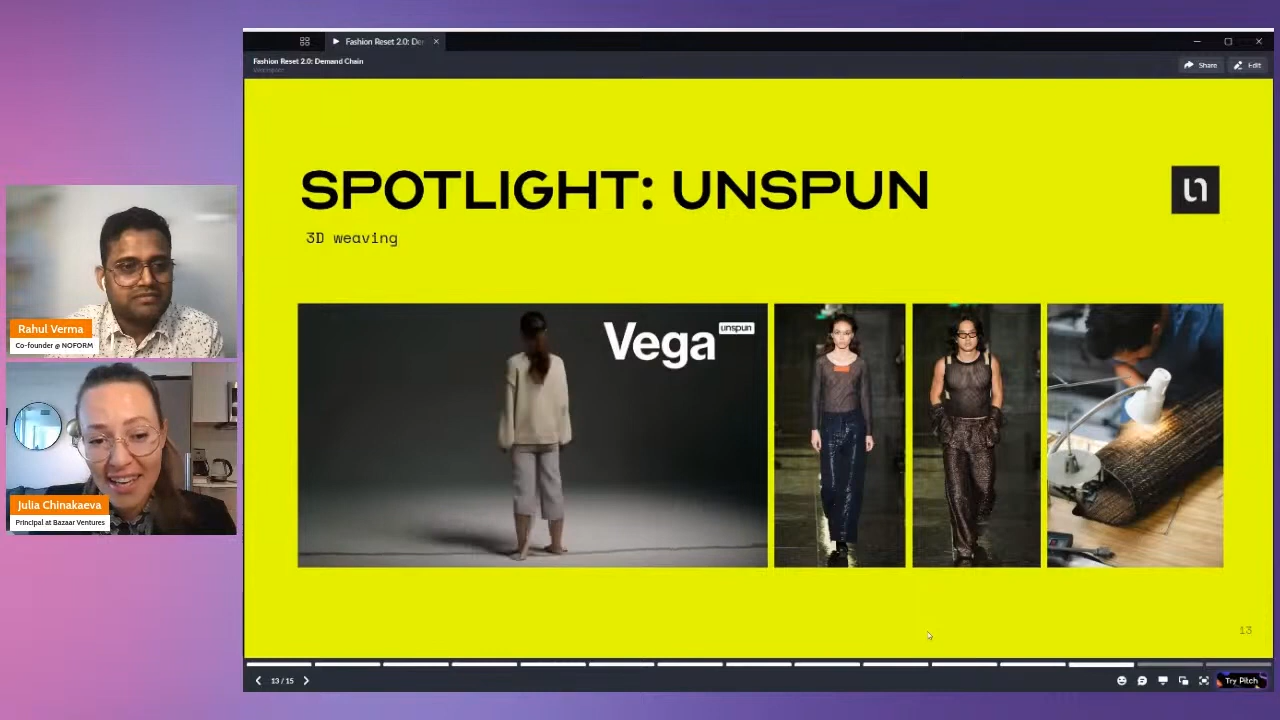 Fashion Reset 2.0: De
Fashion Reset 2.0: Demand Chain
Share
Edit
SPOTLIGHT: UNSPUN
3D weaving
Vega
unspun
Rahul Verma
Co-founder @ NOFORM
Julia Chinakaeva
Principal at Bazaar Ventures
13
13 / 15
Try Pitch